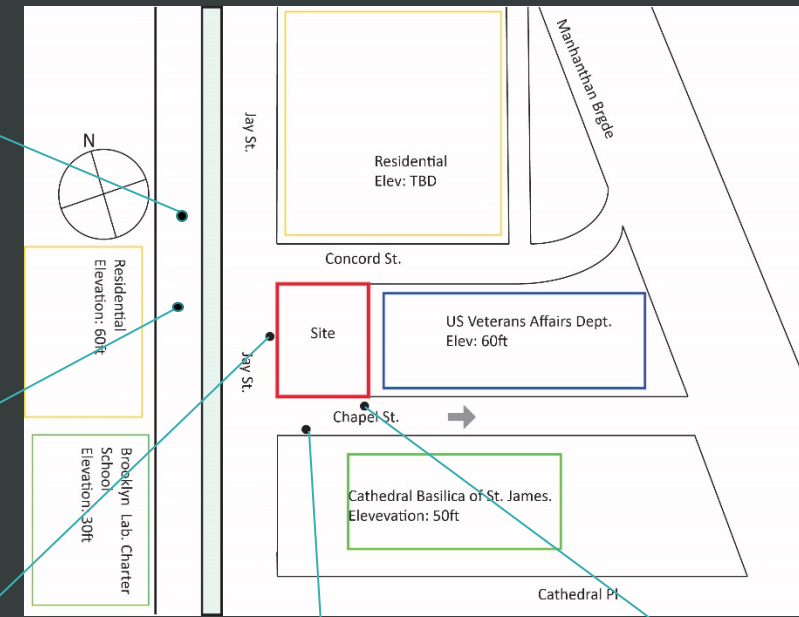 Manhanthan Brgde
Jay St.
N
Residential
Elev: TBD
Concord St.
Residential
Elevation: 60ft
Site
US Veterans Affairs Dept.
Elev: 60ft
Jay St.
Chapel St.
Brooklyn Lab. Charter
School
Elevation: 30ft
Cathedral Basilica of St. James.
Elevevation: 50ft
Cathedral Pl